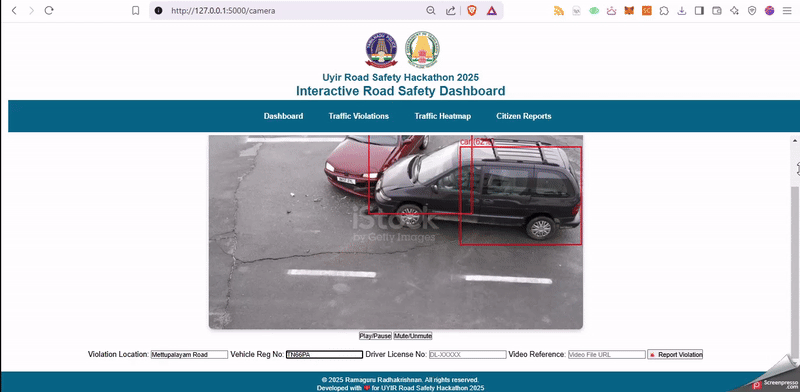 http://127.0.0.1:5000/camera
Uyir Road Safety Hackathon 2025
Interactive Road Safety Dashboard
Dashboard Traffic Violations Traffic Heatmap Citizen Reports
iStock
by Getty Images
Play/Pause Mute/Unmute
Violation Location: Mettupalayam Road Vehicle Reg No: TN66PA Driver License No: DL-XXXXX Video Reference: Video File URL Report Violation
© 2025 Ramaguru Radhakrishnan. All rights reserved.
Developed with ❤ for UYIR Road Safety Hackathon 2025
Screenpresso